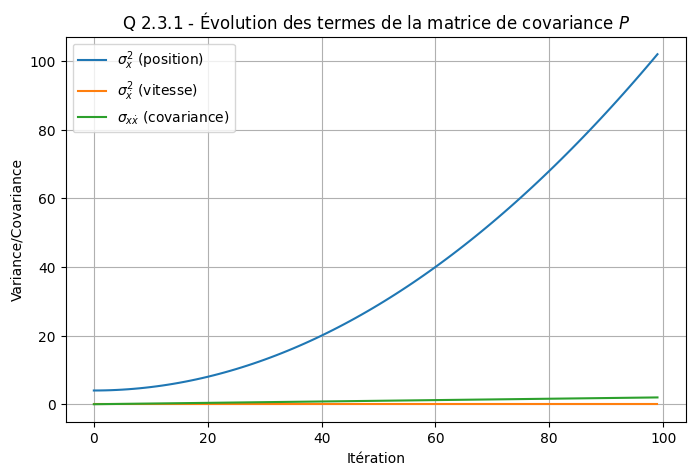 Q 2.3.1 - Évolution des termes de la matrice de covariance P
σ²ₓ (position)
σ²ẋ (vitesse)
σₓẋ (covariance)
Variance/Covariance
100
80
60
40
20
0
0 20 40 60 80 100
Itération